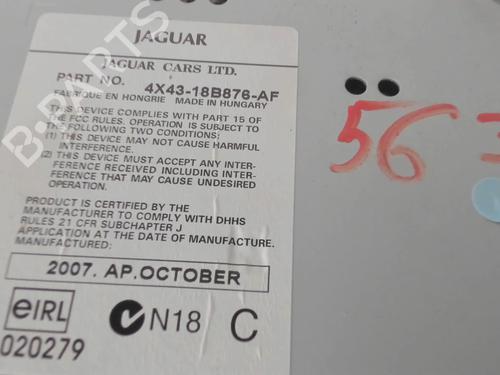 JAGUAR
JAGUAR CARS LTD.
PART NO. 4X43-18B876-AF
FABRIQUE EN HONGRIE MADE IN HUNGARY
THIS DEVICE COMPLIES WITH PART 15 OF
THE FCC RULES. OPERATION IS SUBJECT TO
THE FOLLOWING TWO CONDITIONS:
(1) THIS DEVICE MAY NOT CAUSE HARMFUL
INTERFERENCE.
(2) THIS DEVICE MUST ACCEPT ANY INTER-
FERENCE RECEIVED INCLUDING INTER-
FERENCE THAT MAY CAUSE UNDESIRED
OPERATION.
PRODUCT IS CERTIFIED BY THE
MANUFACTURER TO COMPLY WITH DHHS
RULES 21 CFR SUBCHAPTER J
APPLICATION AT THE DATE OF MANUFACTURE.
MANUFACTURED:
2007. AP.OCTOBER
eIRL
N18 C
020279
56
B-PARTS